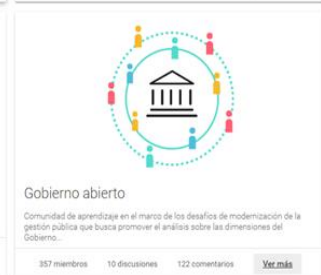 Gobierno abierto
Comunidad de aprendizaje en el marco de los desafíos de modernización de la
gestión pública que busca promover el análisis sobre las dimensiones del
Gobierno...
357 miembros 10 discusiones 122 comentarios Ver más